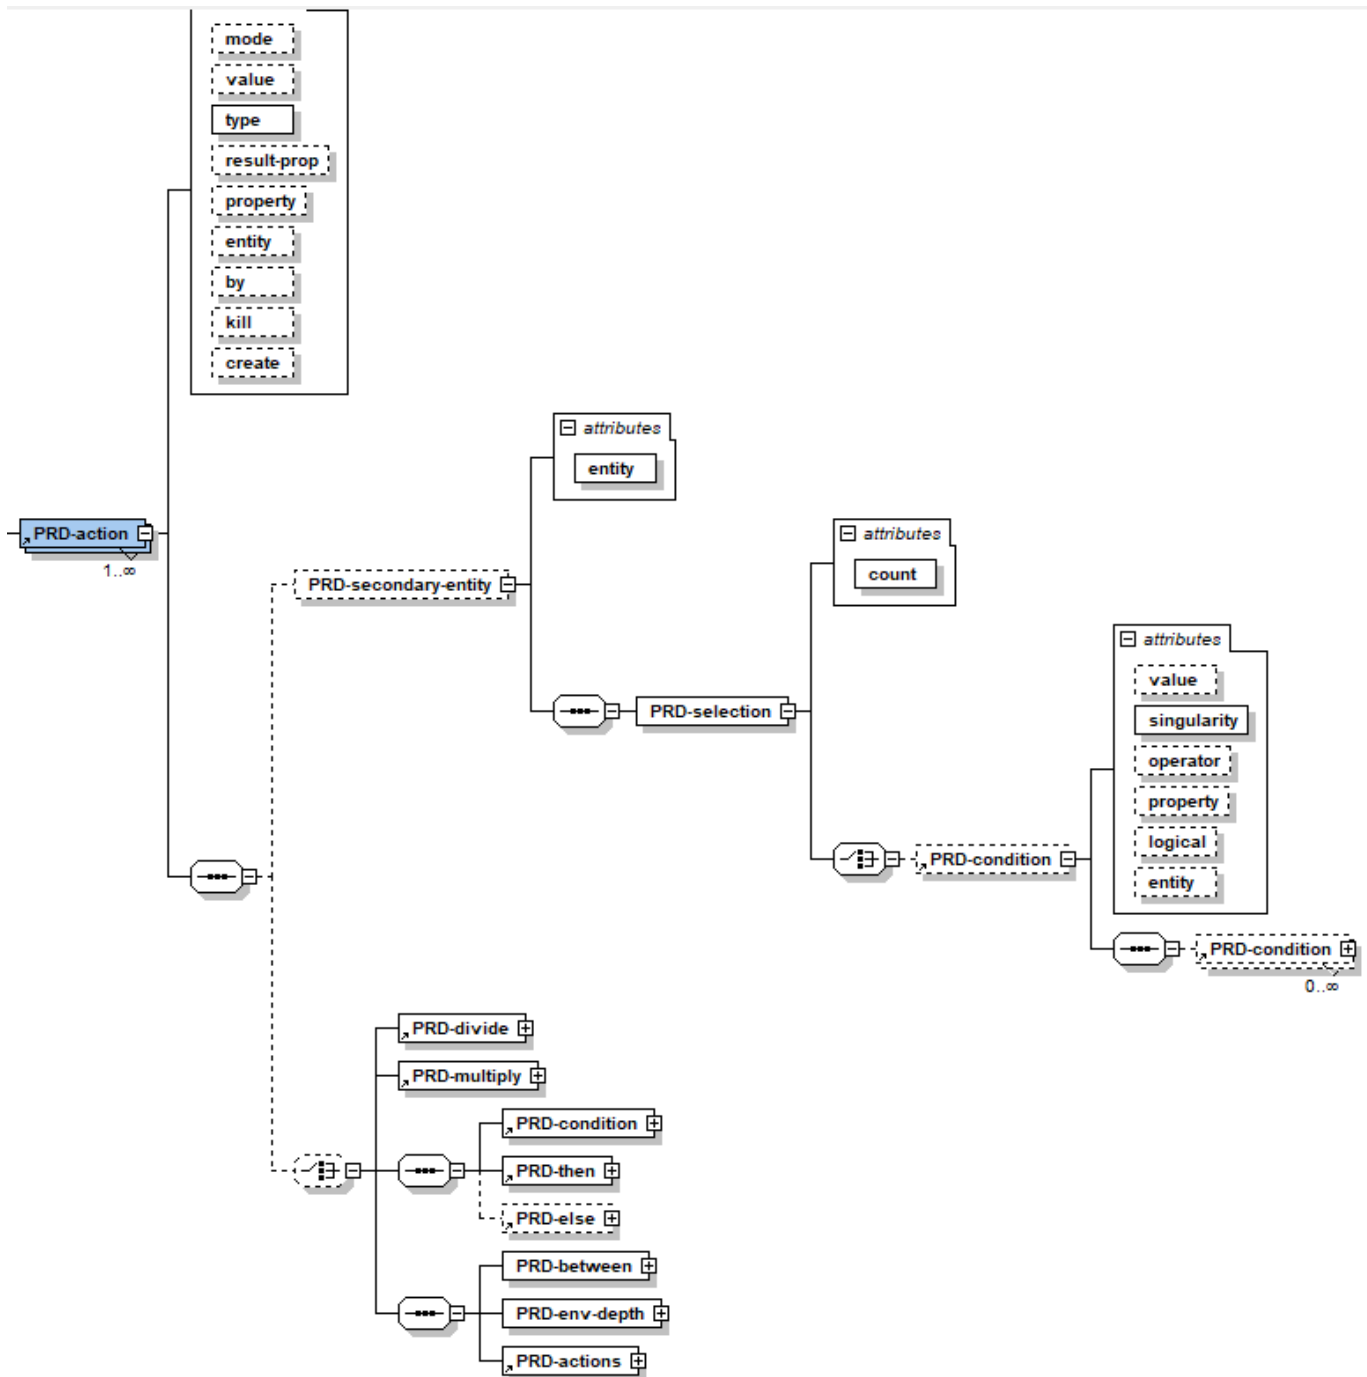 mode
value
type
result-prop
property
entity
by
kill
create
attributes
entity
PRD-action
1..∞
attributes
count
PRD-secondary-entity
attributes
value
singularity
operator
property
logical
entity
PRD-selection
PRD-condition
PRD-condition
0..∞
PRD-divide
PRD-multiply
PRD-condition
PRD-then
PRD-else
PRD-between
PRD-env-depth
PRD-actions